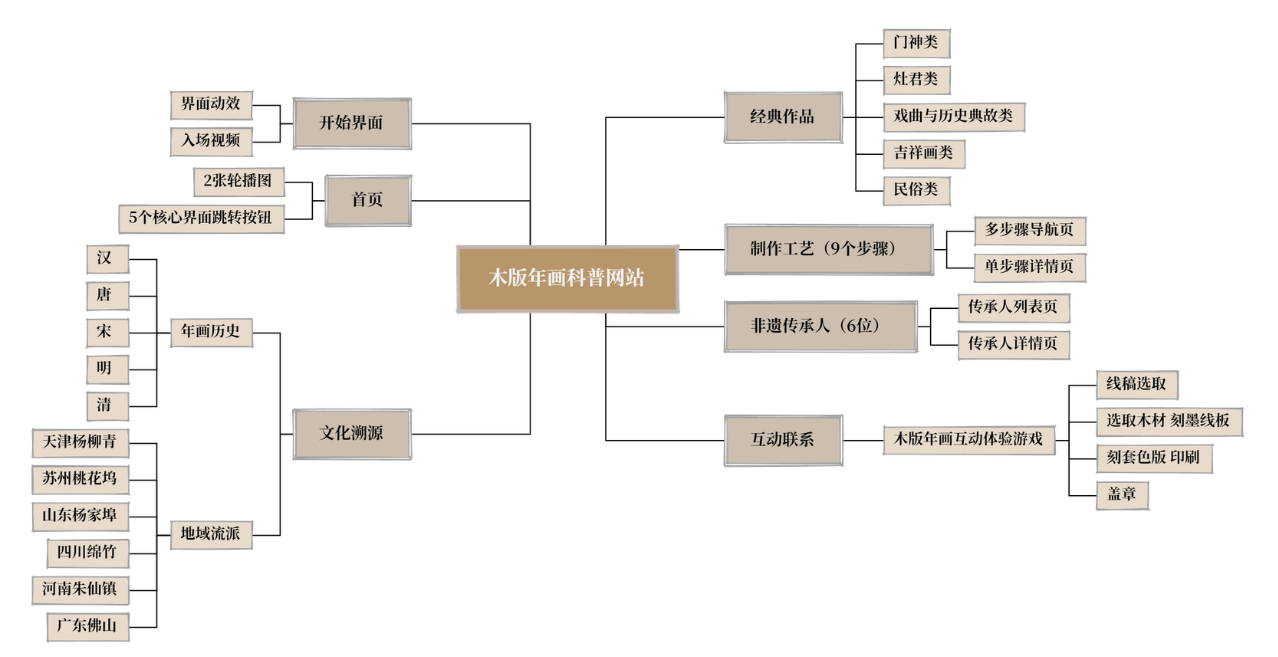 木版年画科普网站
开始界面
界面动效
入场视频
首页
2张轮播图
5个核心界面跳转按钮
文化溯源
年画历史
汉
唐
宋
明
清
地域流派
天津杨柳青
苏州桃花坞
山东杨家埠
四川绵竹
河南朱仙镇
广东佛山
经典作品
门神类
灶君类
戏曲与历史典故类
吉祥画类
民俗类
制作工艺（9个步骤）
多步骤导航页
单步骤详情页
非遗传承人（6位）
传承人列表页
传承人详情页
互动联系
木版年画互动体验游戏
线稿选取
选取木材 刻墨线板
刻套色版 印刷
盖章